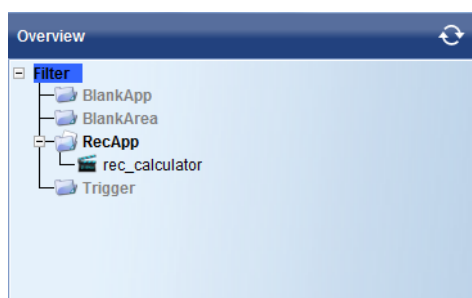 Overview
Filter
BlankApp
BlankArea
RecApp
rec_calculator
Trigger